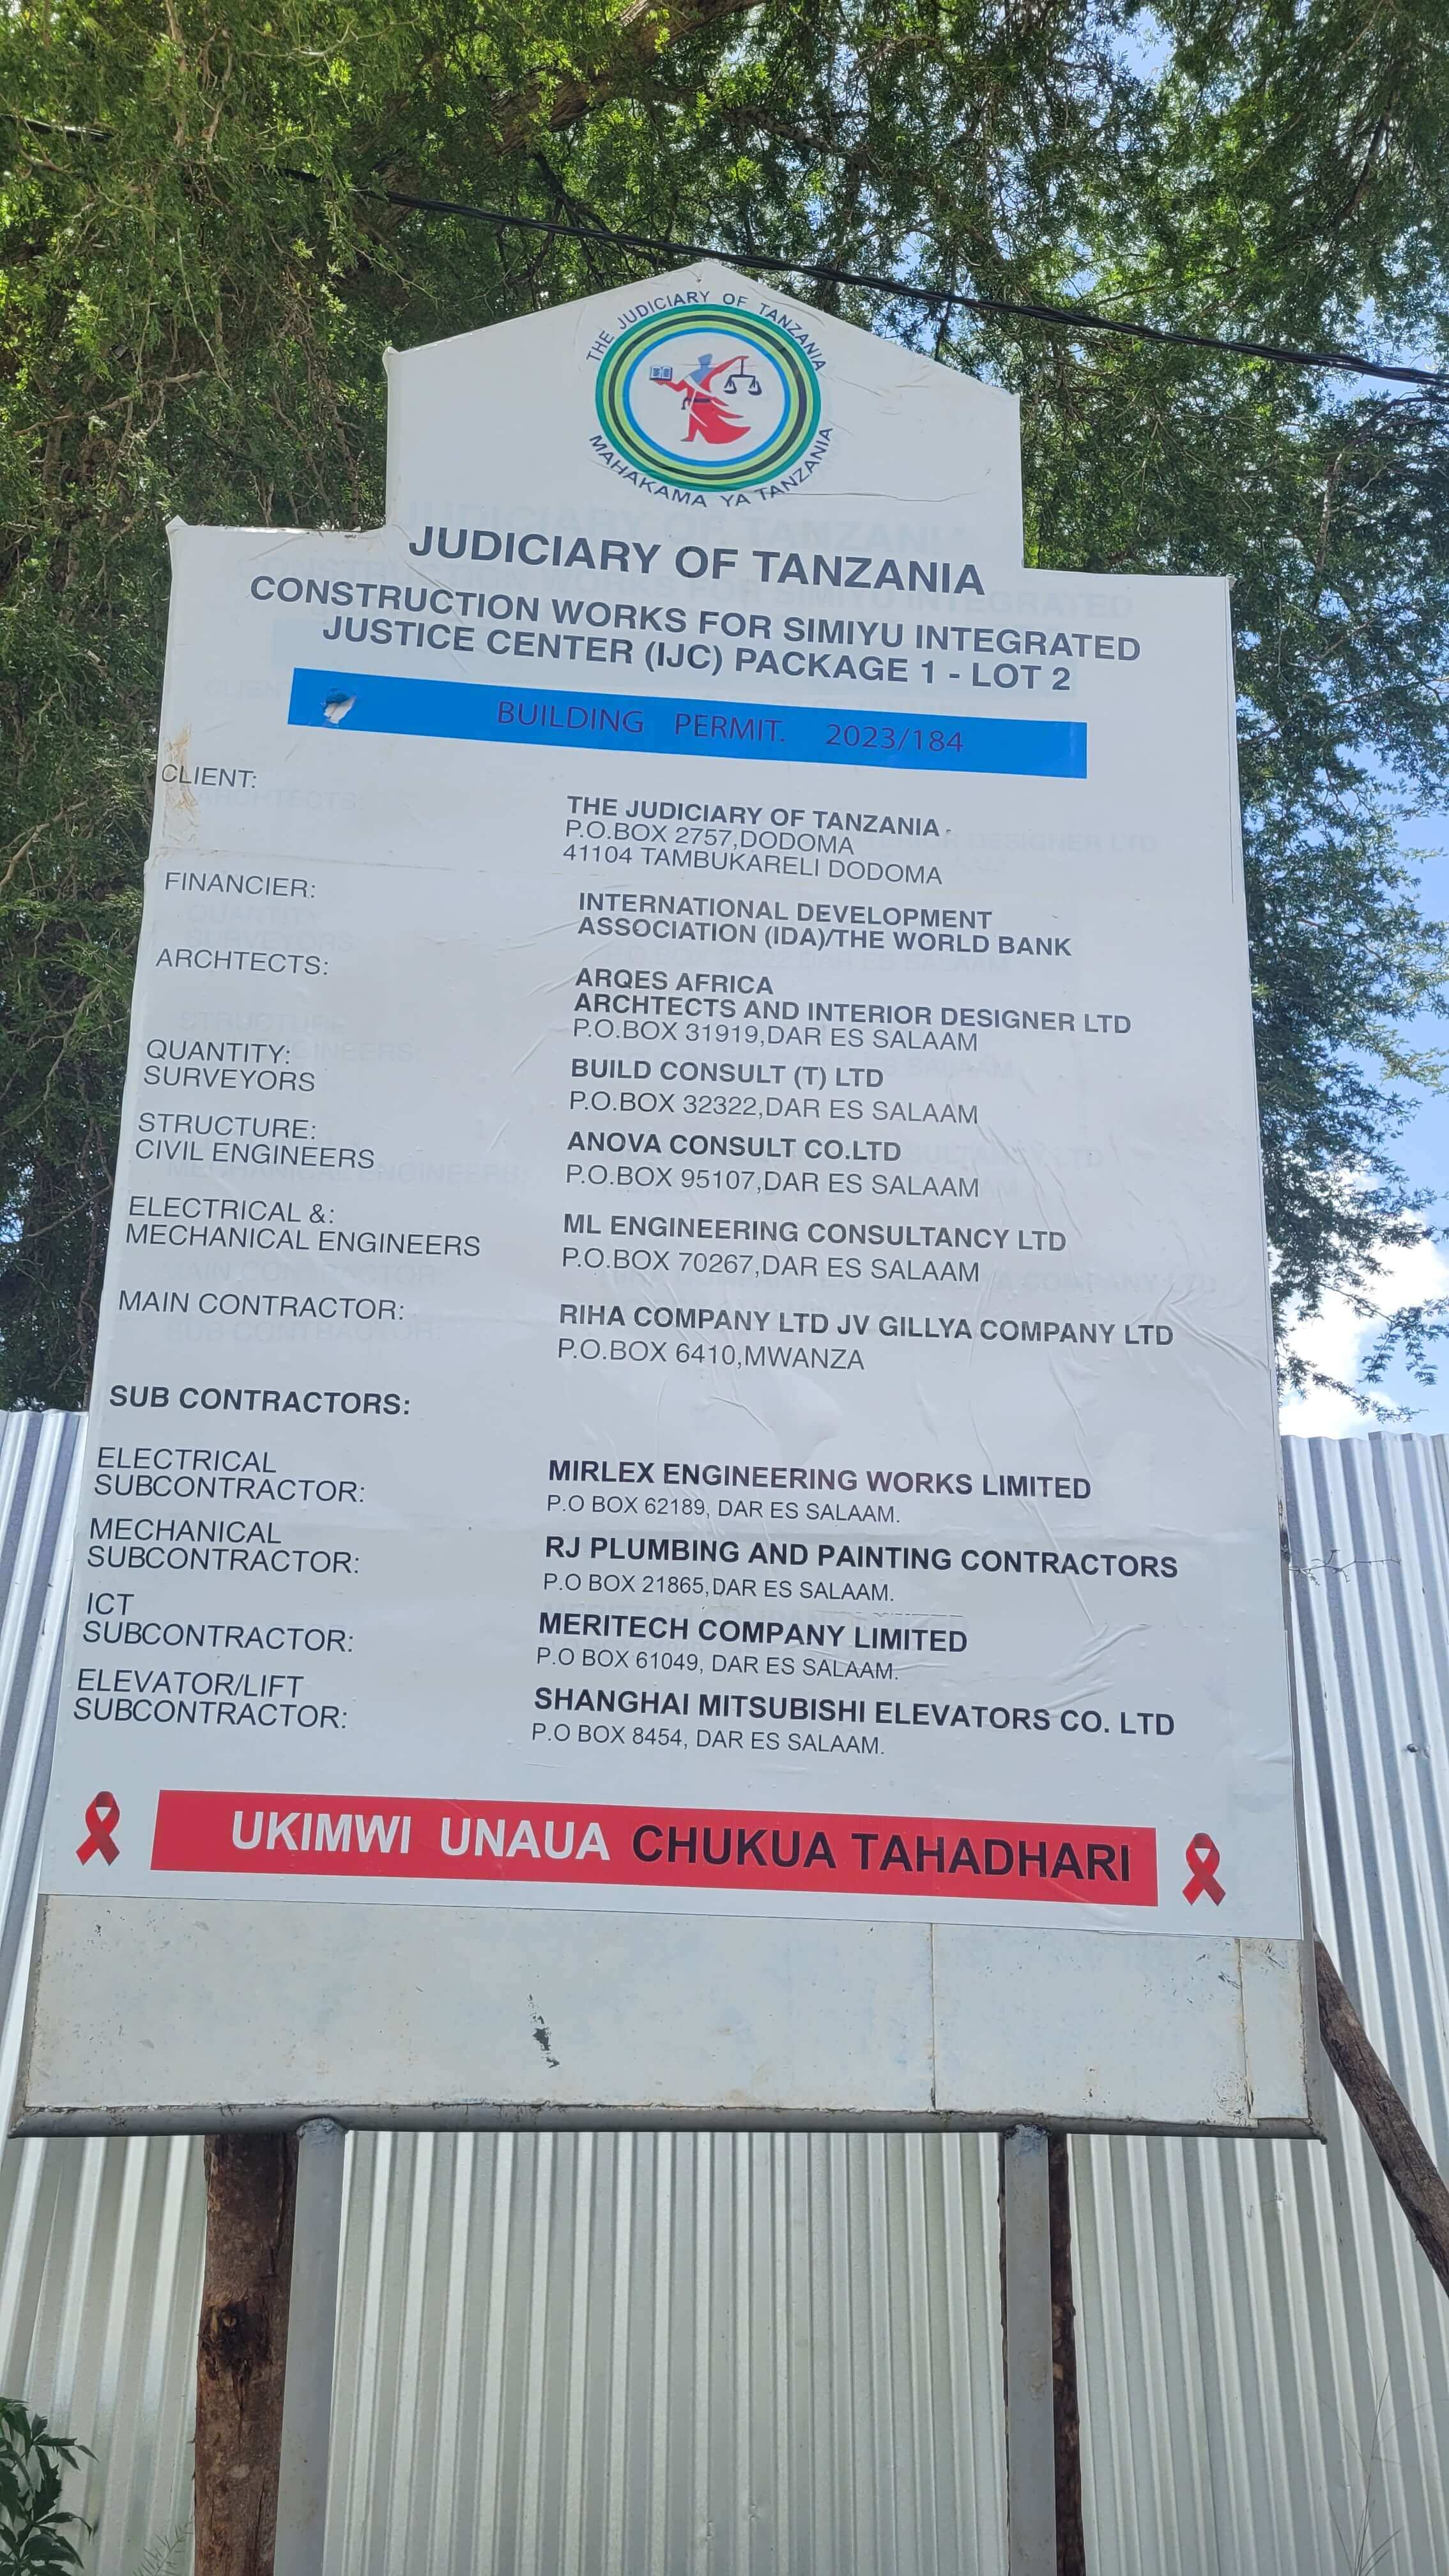 THE JUDICIARY OF TANZANIA
MAHAKAMA YA TANZANIA
JUDICIARY OF TANZANIA
CONSTRUCTION WORKS FOR SIMIYU INTEGRATED
JUSTICE CENTER (IJC) PACKAGE 1 - LOT 2
BUILDING PERMIT. 2023/184
CLIENT:
THE JUDICIARY OF TANZANIA
P.O.BOX 2757,DODOMA
41104 TAMBUKARELI DODOMA
FINANCIER:
INTERNATIONAL DEVELOPMENT
ASSOCIATION (IDA)/THE WORLD BANK
ARCHTECTS:
ARQES AFRICA
ARCHTECTS AND INTERIOR DESIGNER LTD
P.O.BOX 31919,DAR ES SALAAM
QUANTITY:
SURVEYORS
BUILD CONSULT (T) LTD
P.O.BOX 32322,DAR ES SALAAM
STRUCTURE:
CIVIL ENGINEERS
ANOVA CONSULT CO.LTD
P.O.BOX 95107,DAR ES SALAAM
ELECTRICAL &:
MECHANICAL ENGINEERS
ML ENGINEERING CONSULTANCY LTD
P.O.BOX 70267,DAR ES SALAAM
MAIN CONTRACTOR:
RIHA COMPANY LTD JV GILLYA COMPANY LTD
P.O.BOX 6410,MWANZA
SUB CONTRACTORS:
ELECTRICAL
SUBCONTRACTOR:
MIRLEX ENGINEERING WORKS LIMITED
P.O BOX 62189, DAR ES SALAAM.
MECHANICAL
SUBCONTRACTOR:
RJ PLUMBING AND PAINTING CONTRACTORS
P.O BOX 21865,DAR ES SALAAM.
ICT
SUBCONTRACTOR:
MERITECH COMPANY LIMITED
P.O BOX 61049, DAR ES SALAAM.
ELEVATOR/LIFT
SUBCONTRACTOR:
SHANGHAI MITSUBISHI ELEVATORS CO. LTD
P.O BOX 8454, DAR ES SALAAM.
UKIMWI UNAUA CHUKUA TAHADHARI